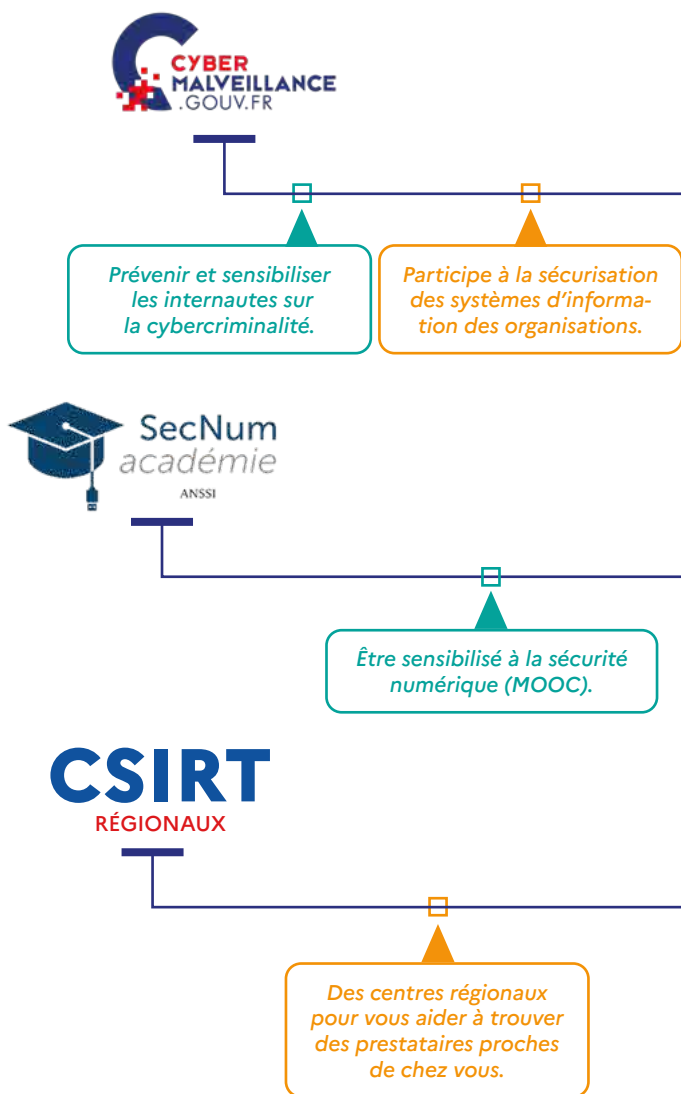 CYBER
MALVEILLANCE
.GOUV.FR
Prévenir et sensibiliser
les internautes sur
la cybercriminalité.
Participe à la sécurisation
des systèmes d'informa-
tion des organisations.
SecNum
académie
ANSSI
Être sensibilisé à la sécurité
numérique (MOOC).
CSIRT
RÉGIONAUX
Des centres régionaux
pour vous aider à trouver
des prestataires proches
de chez vous.